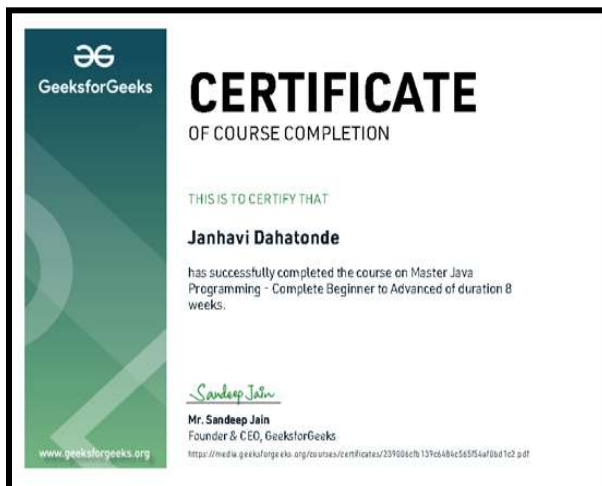 GeeksforGeeks
CERTIFICATE
OF COURSE COMPLETION
THIS IS TO CERTIFY THAT
Janhavi Dahatonde
has successfully completed the course on Master Java
Programming - Complete Beginner to Advanced of duration 8
weeks.
Sandeep Jain
Mr. Sandeep Jain
Founder & CEO, GeeksforGeeks
www.geeksforgeeks.org